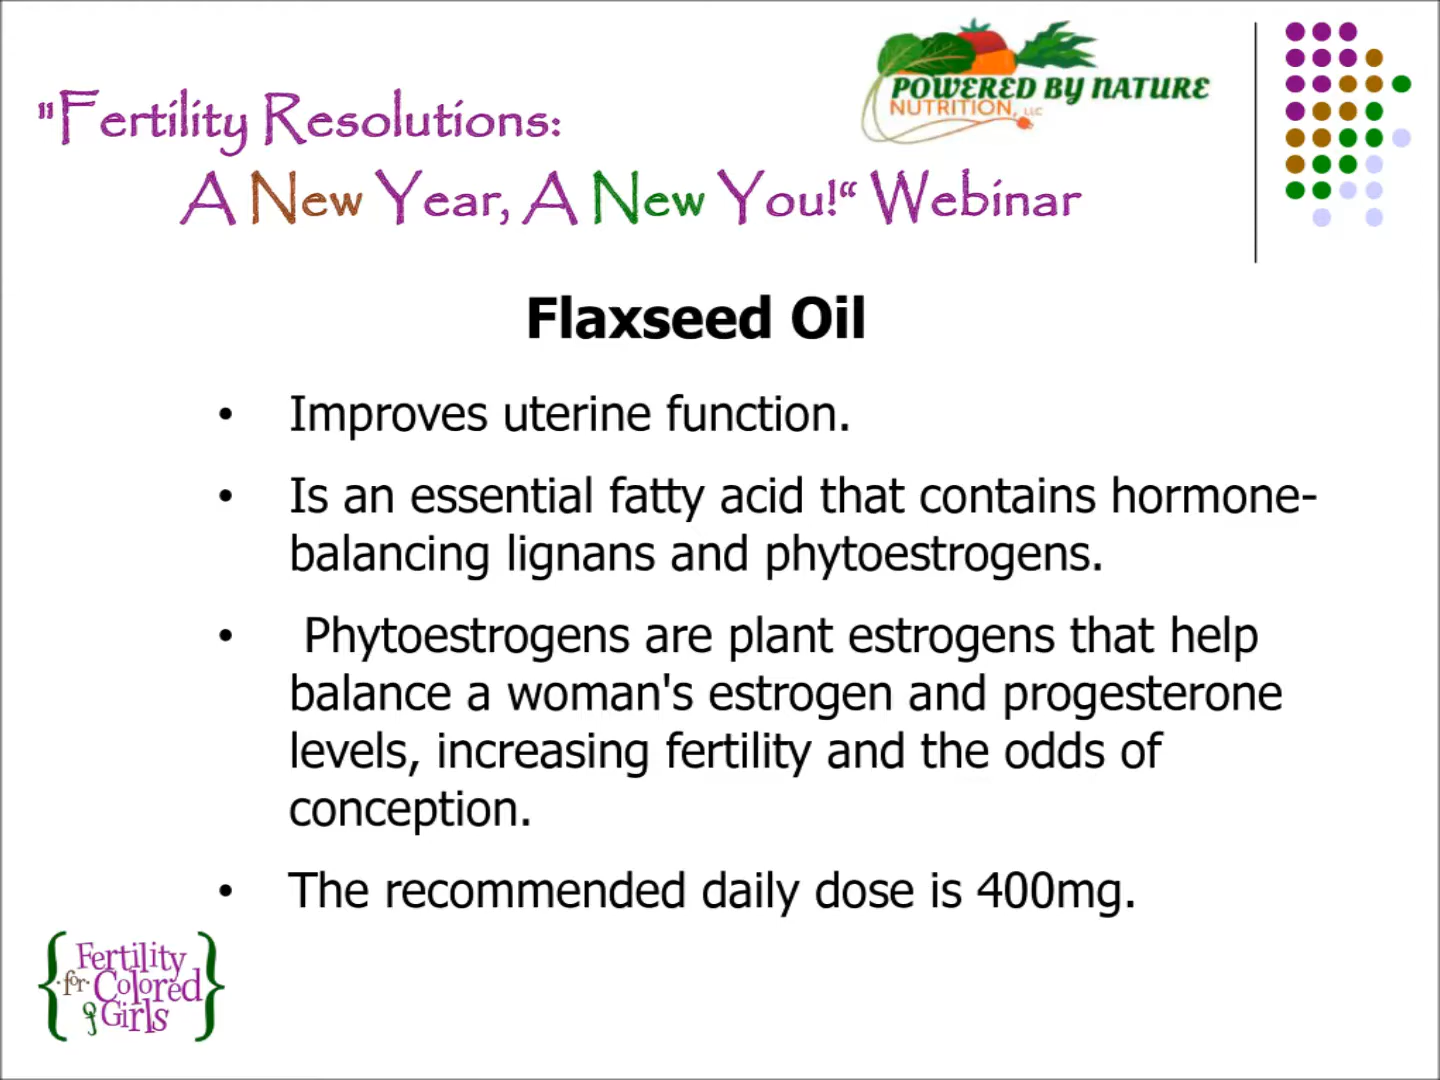 "Fertility Resolutions:
A New Year, A New You!“ Webinar
POWERED BY NATURE
NUTRITION, LLC
Flaxseed Oil
• Improves uterine function.
• Is an essential fatty acid that contains hormone-
balancing lignans and phytoestrogens.
• Phytoestrogens are plant estrogens that help
balance a woman's estrogen and progesterone
levels, increasing fertility and the odds of
conception.
• The recommended daily dose is 400mg.
{Fertility
·for· Colored
Girls}